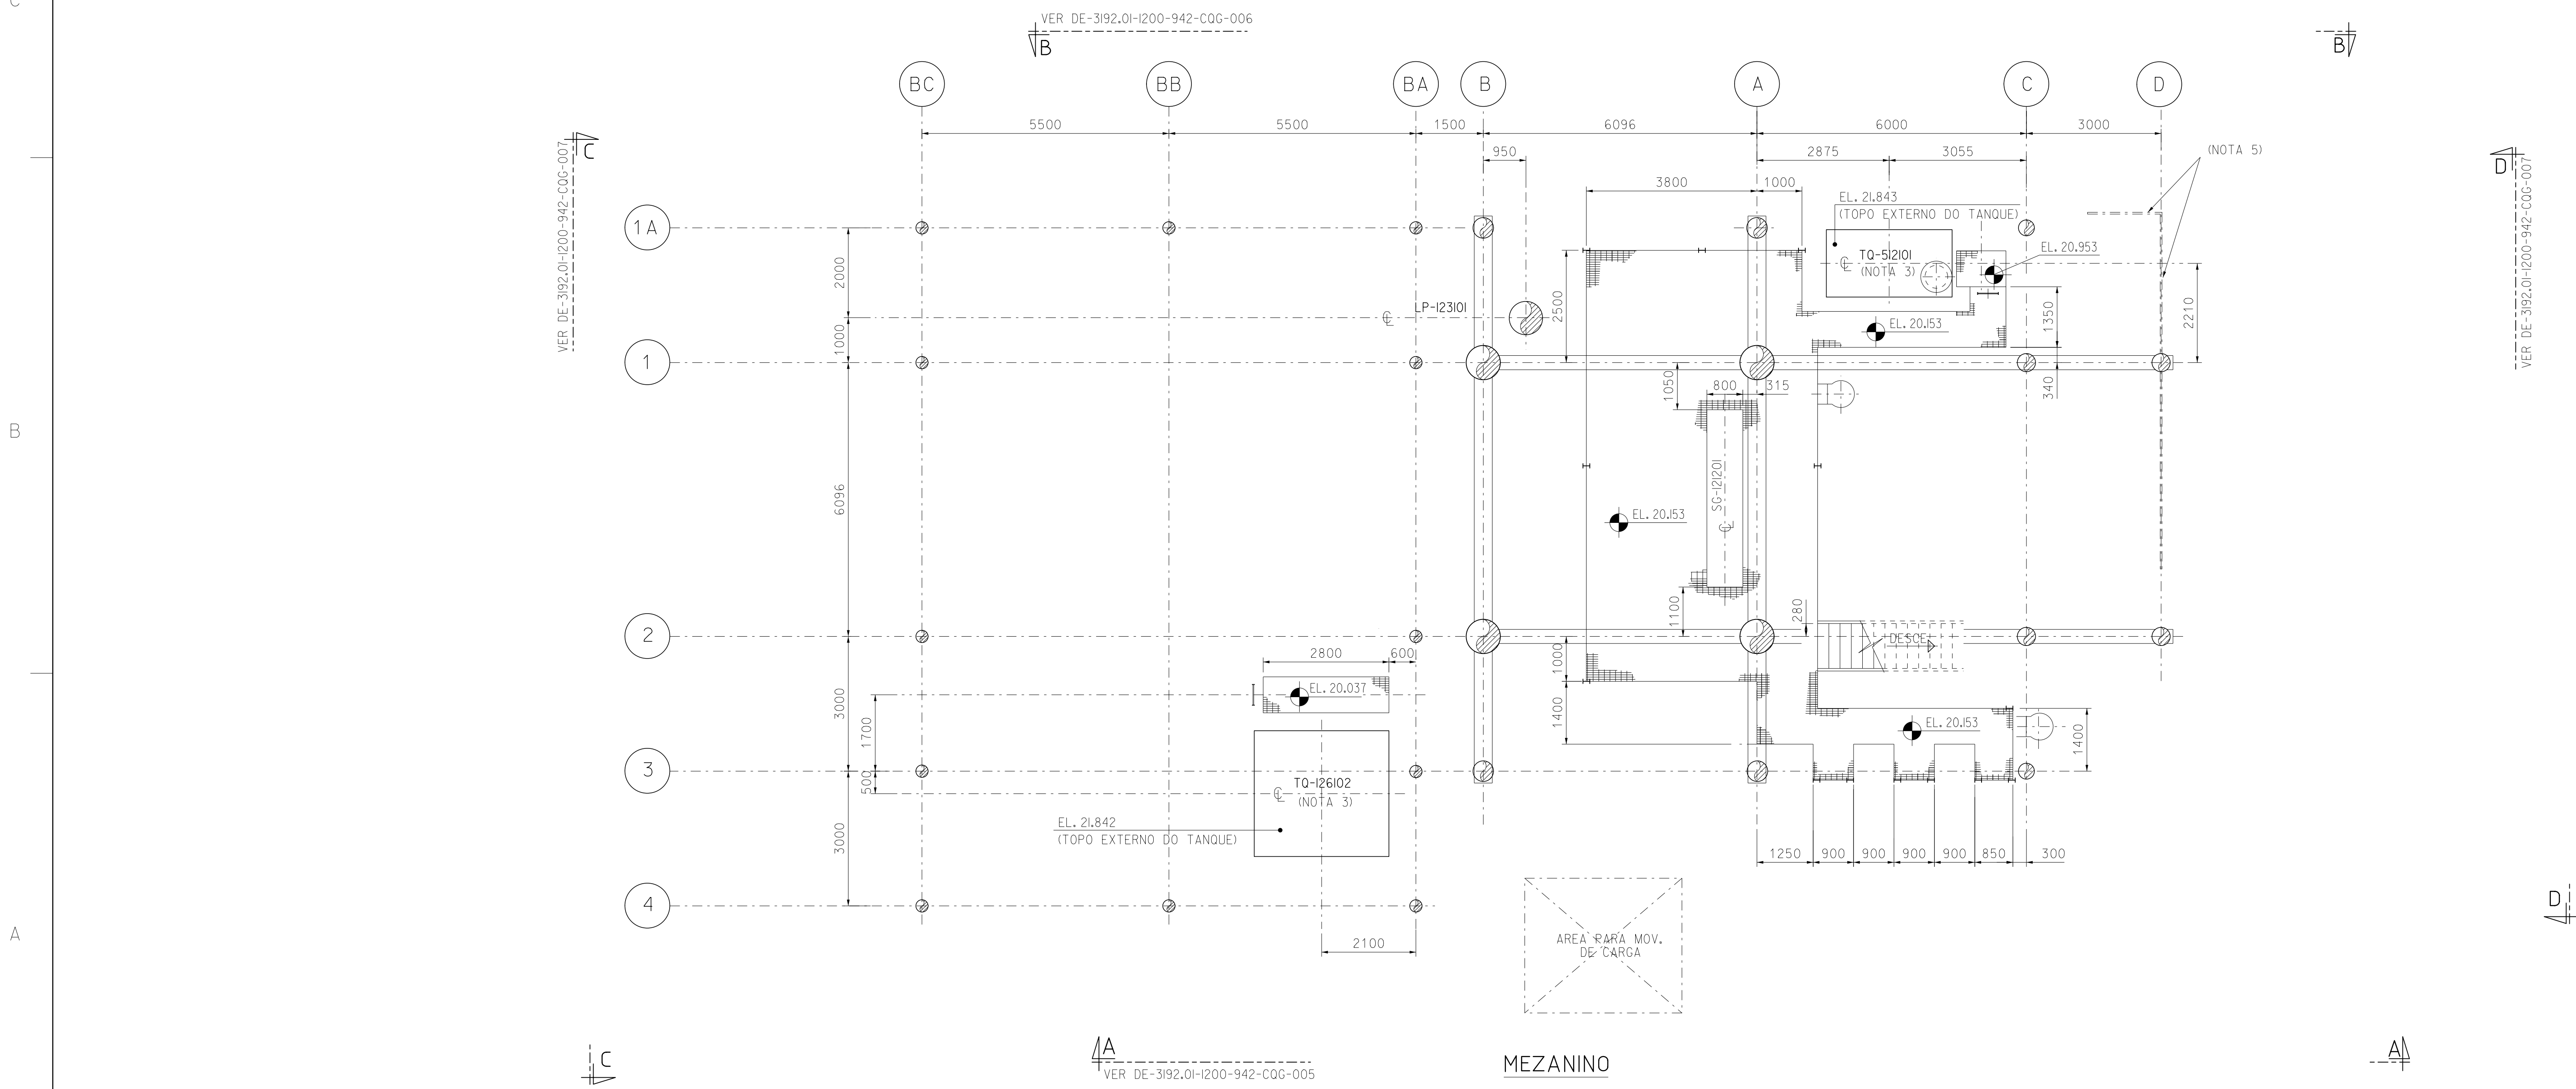 C
VER DE-3192.01-1200-942-CQG-006
B
B
BC
BB
BA
B
A
C
D
5500
5500
1500
6096
6000
3000
950
2875
3055
(NOTA 5)
C
VER DE-3192.01-1200-942-CQG-007
D
VER DE-3192.01-1200-942-CQG-007
3800
1000
EL. 21.843
(TOPO EXTERNO DO TANQUE)
1A
TQ-512101
(NOTA 3)
EL. 20.953
2000
LP-123101
2500
EL. 20.153
1350
2210
1000
1
1050
800
315
340
B
6096
SG-121201
EL. 20.153
1100
280
2
DESCE
2800
600
1000
EL. 20.037
3000
1700
1400
EL. 20.153
1400
3
500
TQ-126102
(NOTA 3)
EL. 21.842
(TOPO EXTERNO DO TANQUE)
3000
1250
900
900
900
900
850
300
4
D
A
2100
AREA PARA MOV.
DE CARGA
C
A
VER DE-3192.01-1200-942-CQG-005
MEZANINO
A